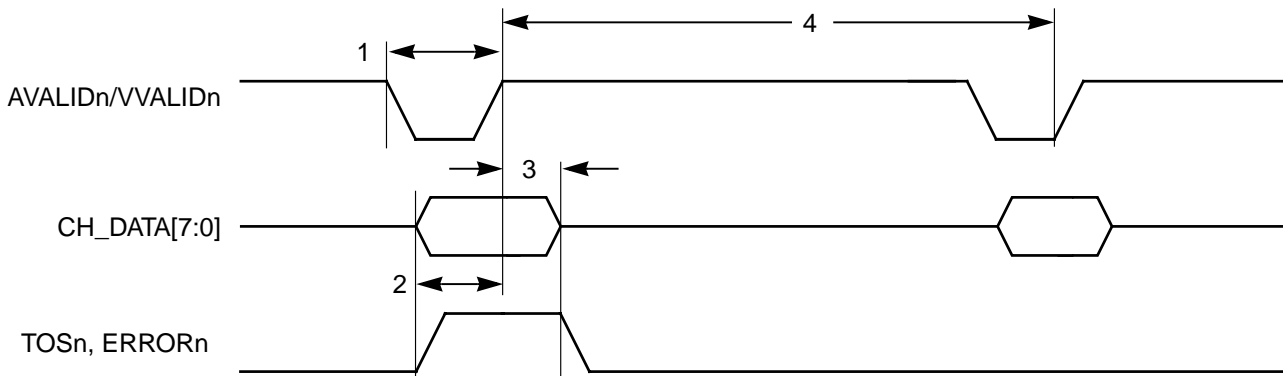 4
1
AVALIDn/VVALIDn
3
CH_DATA[7:0]
2
TOSn, ERRORn